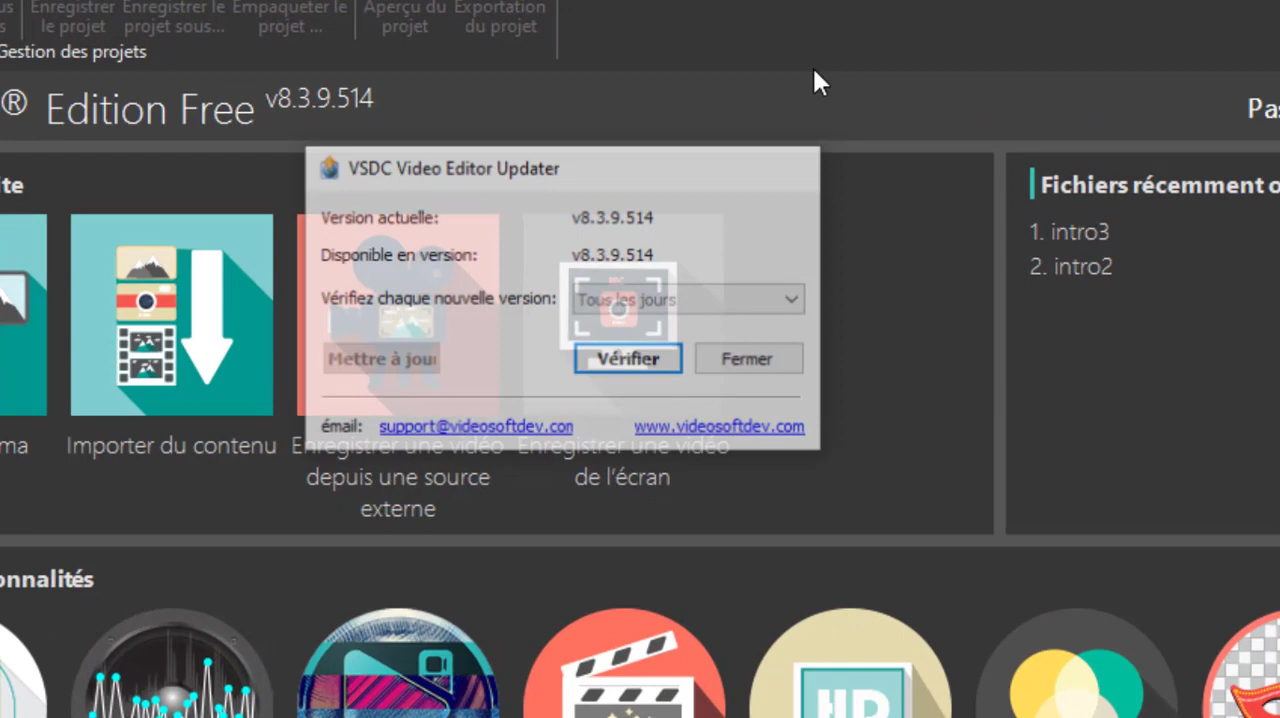 Enregistrer Enregistrer le Empaqueter le Aperçu du Exportation
le projet projet sous... projet ... projet du projet
Gestion des projets
® Edition Free v8.3.9.514
VSDC Video Editor Updater
Version actuelle: v8.3.9.514
Disponible en version: v8.3.9.514
Vérifiez chaque nouvelle version: Tous les jours
Mettre à jour Vérifier Fermer
émail: support@videosoftdev.com www.videosoftdev.com
Importer du contenu
Enregistrer une vidéo
depuis une source
externe
Enregistrer une vidéo
de l'écran
Fichiers récemment o
1. intro3
2. intro2
onnalités
HD